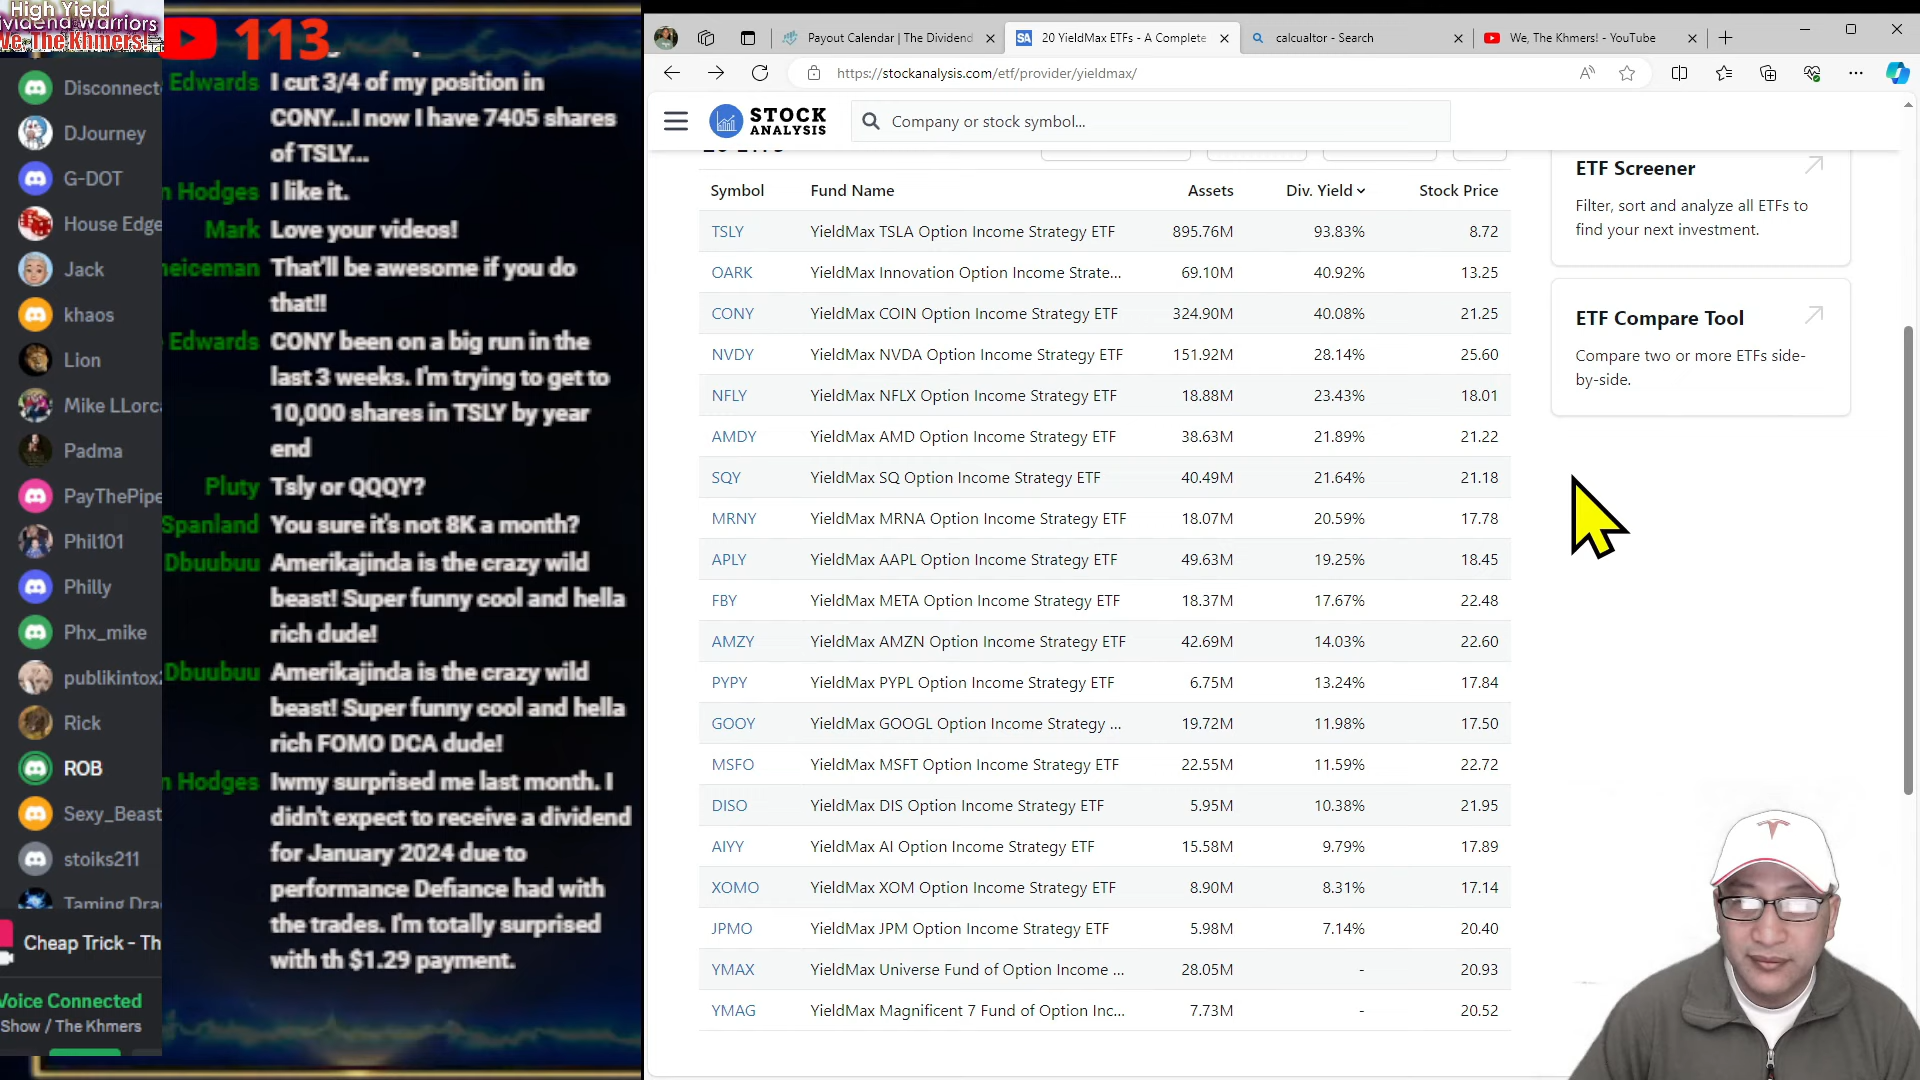 High Yield
Dividend Warriors
We, The Khmers!
113
Disconnect
DJourney
G-DOT
House Edge
Jack
khaos
Lion
Mike LLorca
Padma
PayThePipe
Phil101
Philly
Phx_mike
publikintox2
Rick
ROB
Sexy_Beast
stoiks211
Taming Dra
Cheap Trick - Th
Voice Connected
Show / The Khmers
Edwards I cut 3/4 of my position in
CONY...I now I have 7405 shares
of TSLY...
n Hodges I like it.
Mark Love your videos!
neiceman That'll be awesome if you do
that!!
Edwards CONY been on a big run in the
last 3 weeks. I'm trying to get to
10,000 shares in TSLY by year
end
Pluty Tsly or QQQY?
Spanland You sure it's not 8K a month?
Dbuubuu Amerikajinda is the crazy wild
beast! Super funny cool and hella
rich dude!
Dbuubuu Amerikajinda is the crazy wild
beast! Super funny cool and hella
rich FOMO DCA dude!
n Hodges Iwmy surprised me last month. I
didn't expect to receive a dividend
for January 2024 due to
performance Defiance had with
the trades. I'm totally surprised
with th $1.29 payment.
Payout Calendar | The Dividend
SA 20 YieldMax ETFs - A Complete
calcualtor - Search
We, The Khmers! - YouTube
https://stockanalysis.com/etf/provider/yieldmax/
STOCK
ANALYSIS
Company or stock symbol...
20 ETFs
Symbol Fund Name Assets Div. Yield Stock Price
TSLY YieldMax TSLA Option Income Strategy ETF 895.76M 93.83% 8.72
OARK YieldMax Innovation Option Income Strate... 69.10M 40.92% 13.25
CONY YieldMax COIN Option Income Strategy ETF 324.90M 40.08% 21.25
NVDY YieldMax NVDA Option Income Strategy ETF 151.92M 28.14% 25.60
NFLY YieldMax NFLX Option Income Strategy ETF 18.88M 23.43% 18.01
AMDY YieldMax AMD Option Income Strategy ETF 38.63M 21.89% 21.22
SQY YieldMax SQ Option Income Strategy ETF 40.49M 21.64% 21.18
MRNY YieldMax MRNA Option Income Strategy ETF 18.07M 20.59% 17.78
APLY YieldMax AAPL Option Income Strategy ETF 49.63M 19.25% 18.45
FBY YieldMax META Option Income Strategy ETF 18.37M 17.67% 22.48
AMZY YieldMax AMZN Option Income Strategy ETF 42.69M 14.03% 22.60
PYPY YieldMax PYPL Option Income Strategy ETF 6.75M 13.24% 17.84
GOOY YieldMax GOOGL Option Income Strategy ... 19.72M 11.98% 17.50
MSFO YieldMax MSFT Option Income Strategy ETF 22.55M 11.59% 22.72
DISO YieldMax DIS Option Income Strategy ETF 5.95M 10.38% 21.95
AIYY YieldMax AI Option Income Strategy ETF 15.58M 9.79% 17.89
XOMO YieldMax XOM Option Income Strategy ETF 8.90M 8.31% 17.14
JPMO YieldMax JPM Option Income Strategy ETF 5.98M 7.14% 20.40
YMAX YieldMax Universe Fund of Option Income ... 28.05M - 20.93
YMAG YieldMax Magnificent 7 Fund of Option Inc... 7.73M - 20.52
ETF Screener
Filter, sort and analyze all ETFs to
find your next investment.
ETF Compare Tool
Compare two or more ETFs side-
by-side.